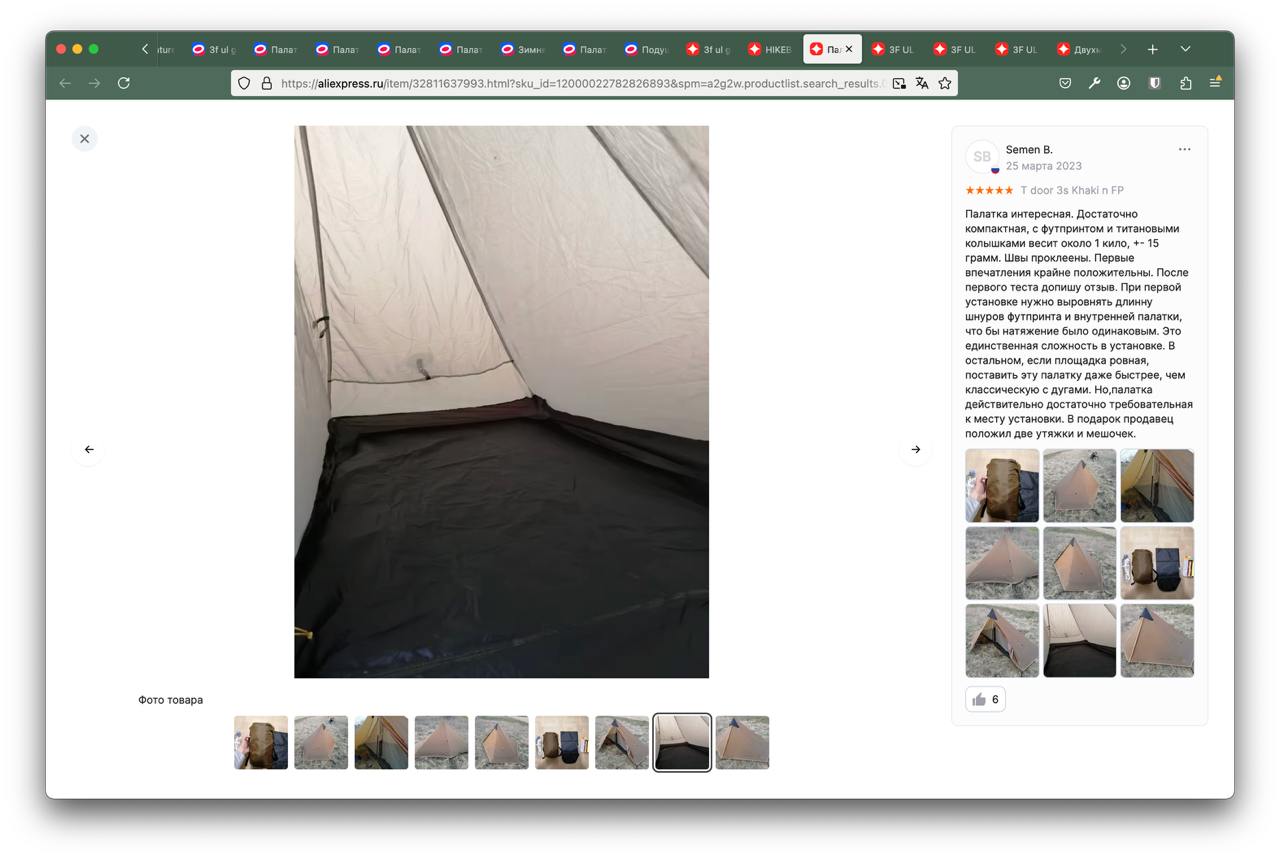 3f ul g
Палат
Палат
Палат
Палат
Зимня
Палат
Подуш
3f ul g
HIKEB
Пал
3F UL
3F UL
3F UL
Двухм
https://aliexpress.ru/item/32811637993.html?sku_id=12000022782826893&spm=a2g2w.productlist.search_results.
SB
Semen B.
25 марта 2023
T door 3s Khaki n FP
Палатка интересная. Достаточно
компактная, с футпринтом и титановыми
колышками весит около 1 кило, +- 15
грамм. Швы проклеены. Первые
впечатления крайне положительны. После
первого теста допишу отзыв. При первой
установке нужно выровнять длинну
шнуров футпринта и внутренней палатки,
что бы натяжение было одинаковым. Это
единственная сложность в установке. В
остальном, если площадка ровная,
поставить эту палатку даже быстрее, чем
классическую с дугами. Но,палатка
действительно достаточно требовательная
к месту установки. В подарок продавец
положил две утяжки и мешочек.
6
Фото товара